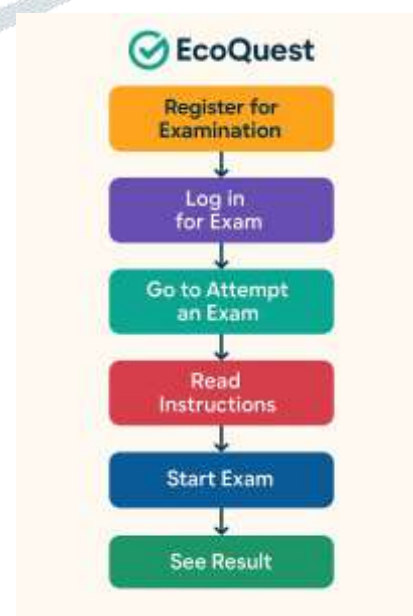 EcoQuest
Register for
Examination
Log in
for Exam
Go to Attempt
an Exam
Read
Instructions
Start Exam
See Result